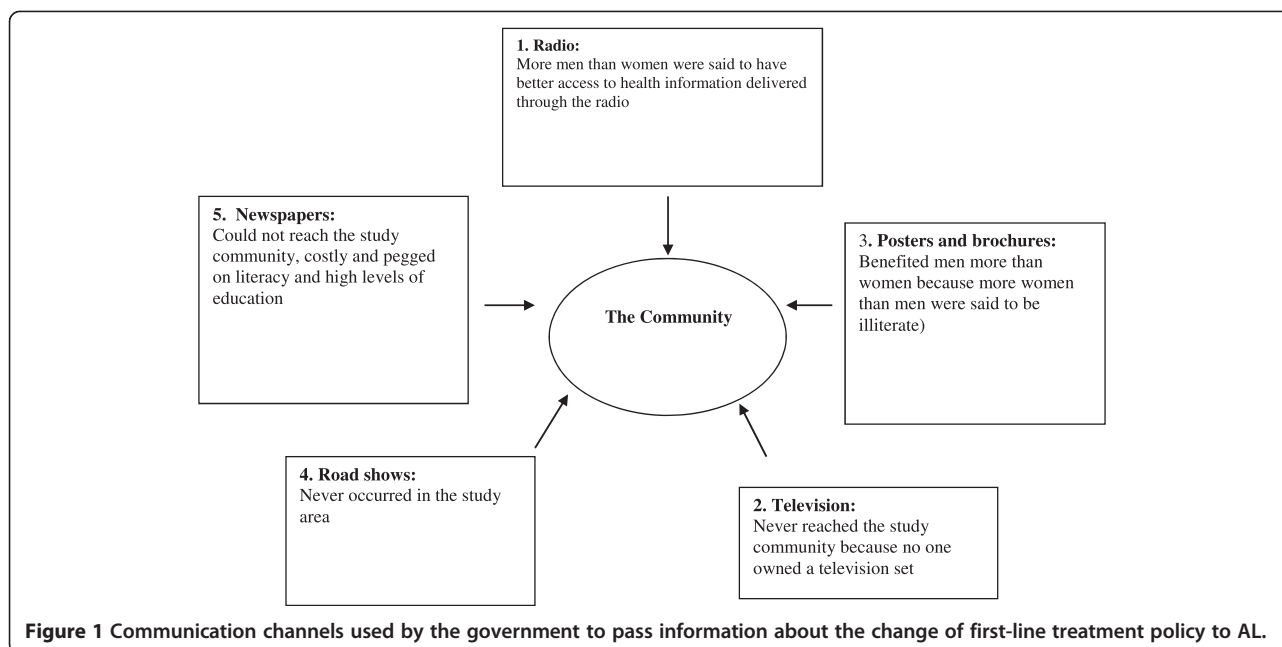 1. Radio:
More men than women were said to have
better access to health information delivered
through the radio
5. Newspapers:
Could not reach the study
community, costly and pegged
on literacy and high levels of
education
3. Posters and brochures:
Benefited men more than
women because more women
than men were said to be
illiterate)
The Community
4. Road shows:
Never occurred in the study
area
2. Television:
Never reached the study
community because no one
owned a television set
Figure 1 Communication channels used by the government to pass information about the change of first-line treatment policy to AL.